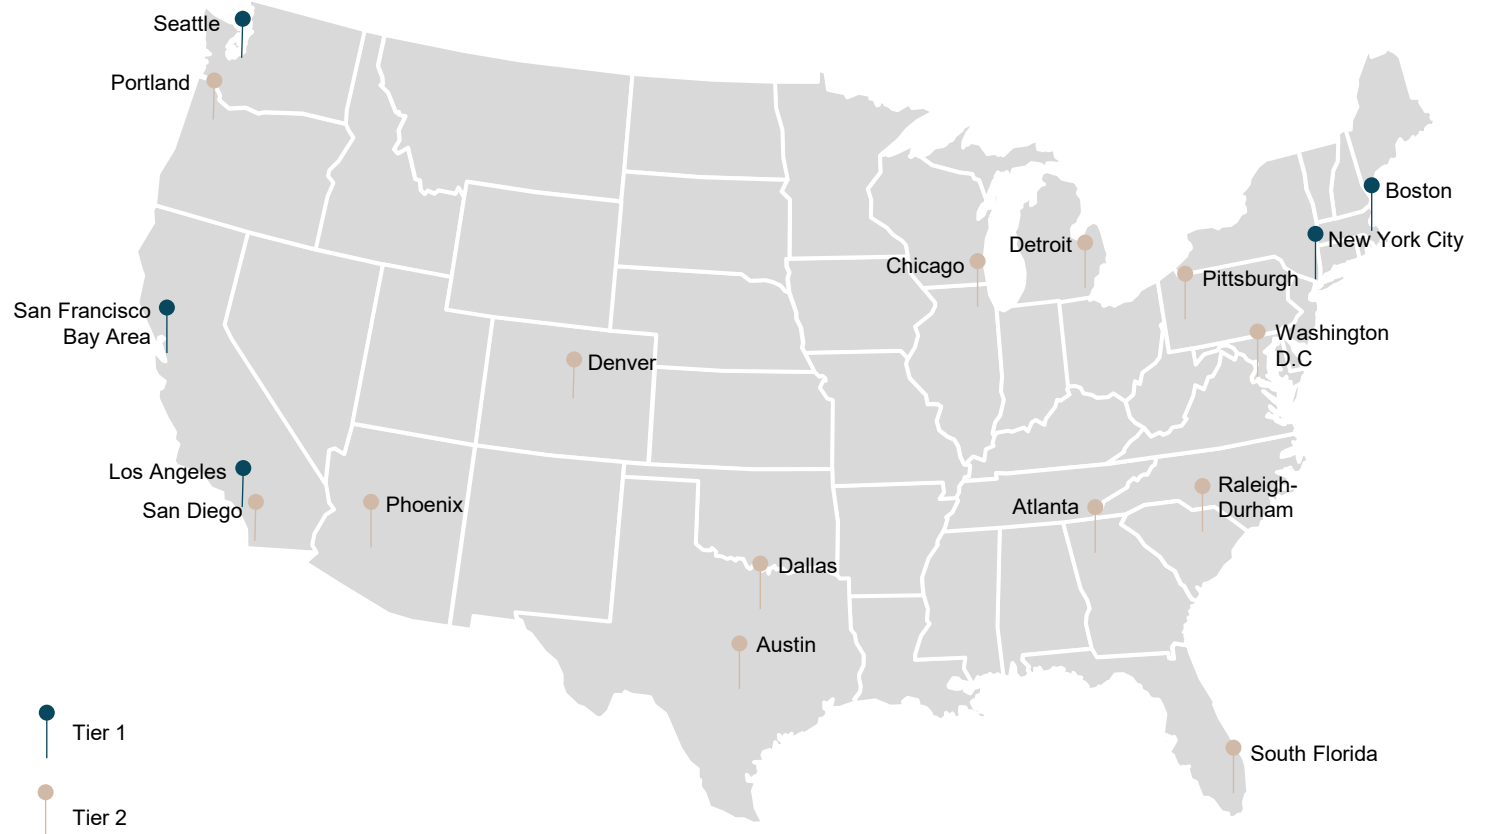 Seattle
Portland
Boston
New York City
Detroit
Chicago
Pittsburgh
San Francisco
Bay Area
Washington
D.C
Denver
Los Angeles
San Diego
Phoenix
Atlanta
Raleigh-
Durham
Dallas
Austin
South Florida
Tier 1
Tier 2